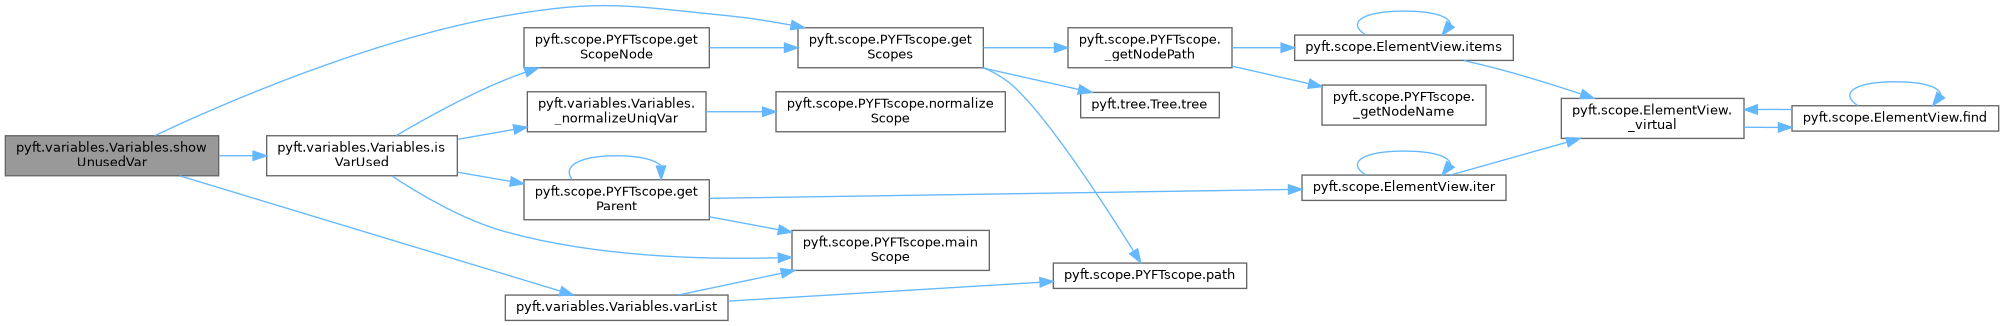 pyft.variables.Variables.show
UnusedVar
pyft.variables.Variables.is
VarUsed
pyft.scope.PYFTscope.get
ScopeNode
pyft.variables.Variables.
_normalizeUniqVar
pyft.scope.PYFTscope.get
Parent
pyft.variables.Variables.varList
pyft.scope.PYFTscope.get
Scopes
pyft.scope.PYFTscope.normalize
Scope
pyft.scope.PYFTscope.main
Scope
pyft.scope.PYFTscope.
_getNodePath
pyft.tree.Tree.tree
pyft.scope.PYFTscope.path
pyft.scope.ElementView.items
pyft.scope.PYFTscope.
_getNodeName
pyft.scope.ElementView.iter
pyft.scope.ElementView.
_virtual
pyft.scope.ElementView.find